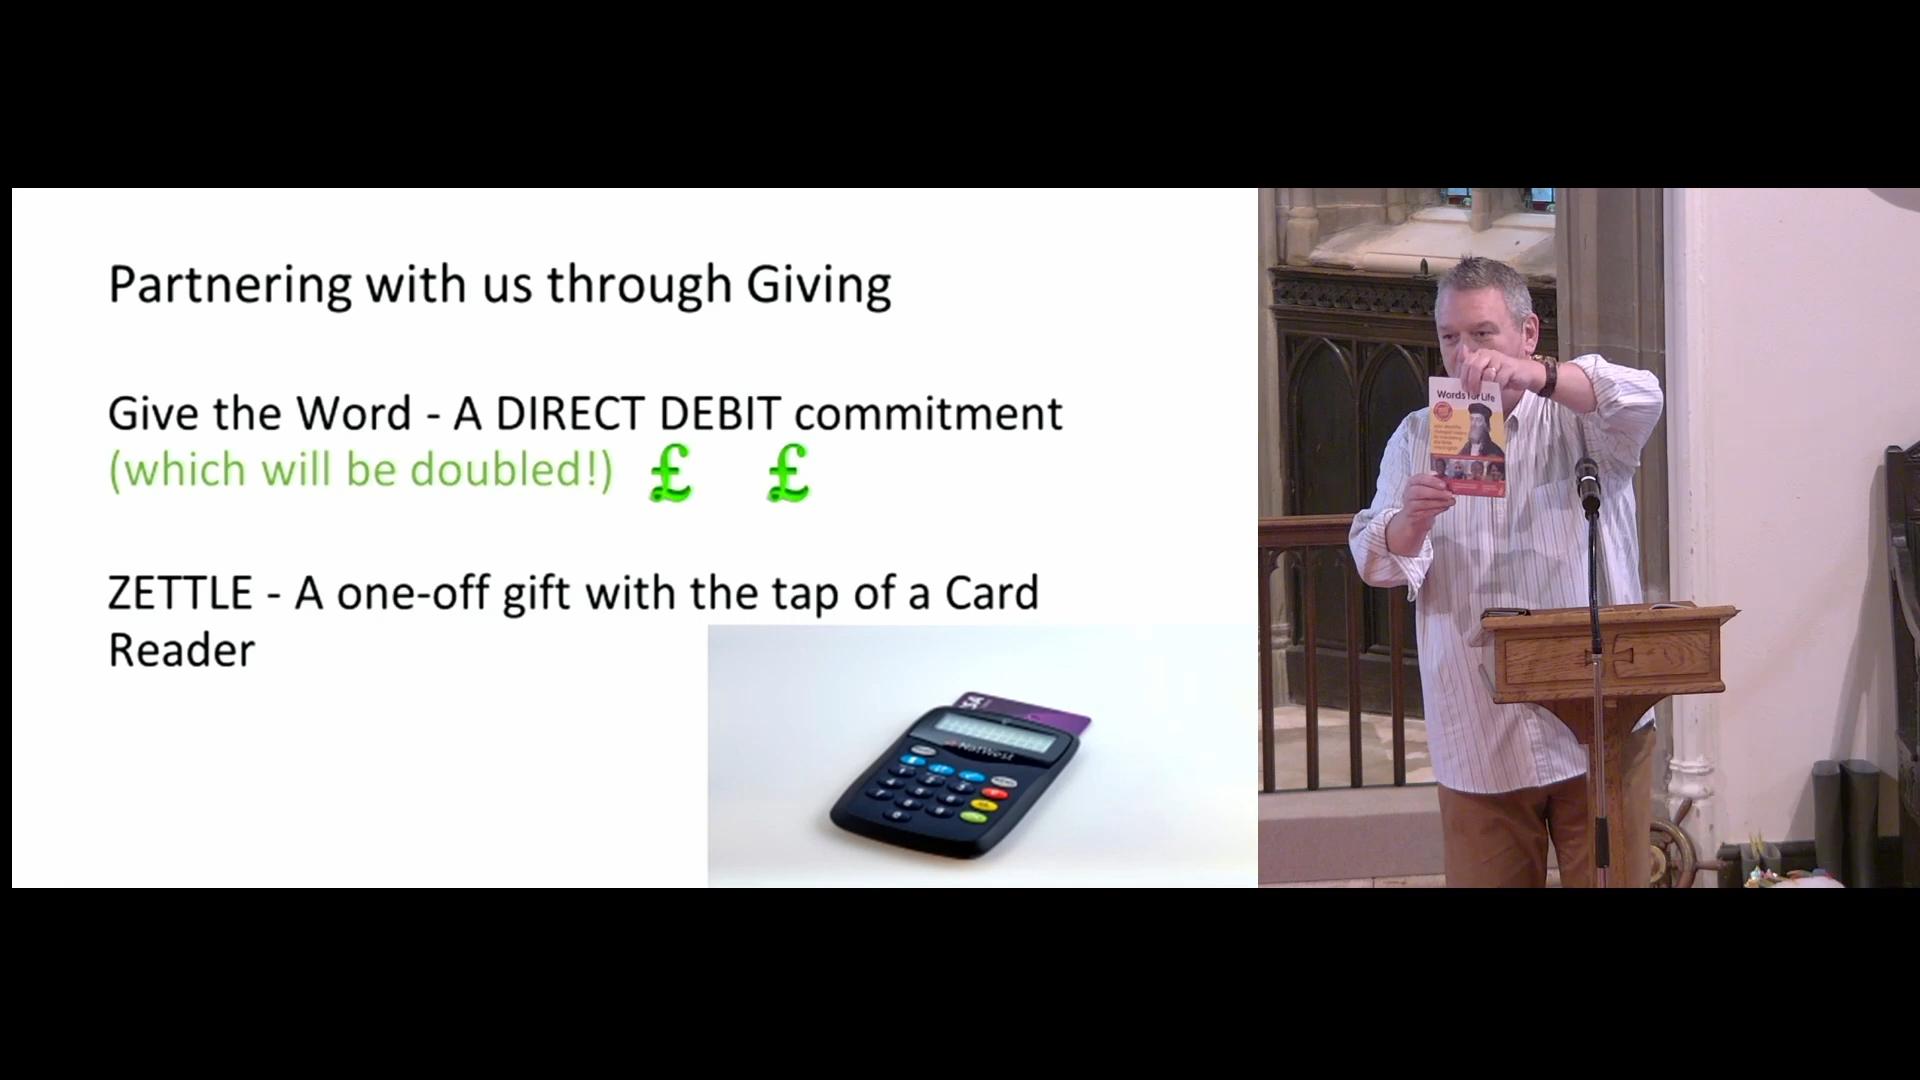 Partnering with us through Giving
Give the Word - A DIRECT DEBIT commitment
(which will be doubled!) £ £
ZETTLE - A one-off gift with the tap of a Card
Reader
NatWest
Words for Life